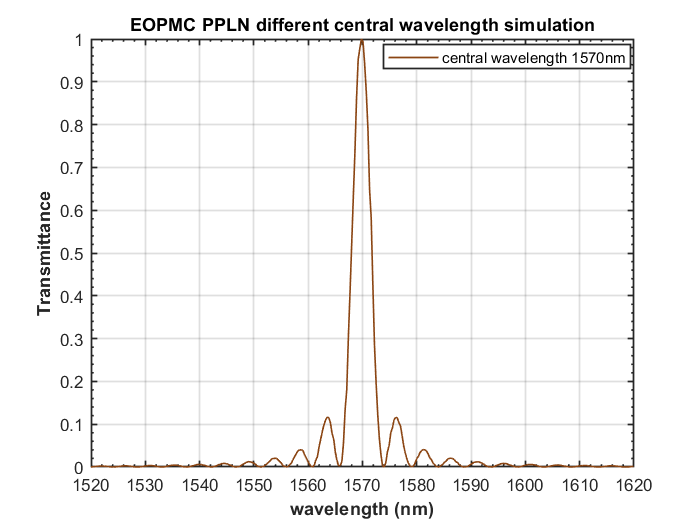 EOPMC PPLN different central wavelength simulation
central wavelength 1570nm
Transmittance
1
0.9
0.8
0.7
0.6
0.5
0.4
0.3
0.2
0.1
0
1520 1530 1540 1550 1560 1570 1580 1590 1600 1610 1620
wavelength (nm)